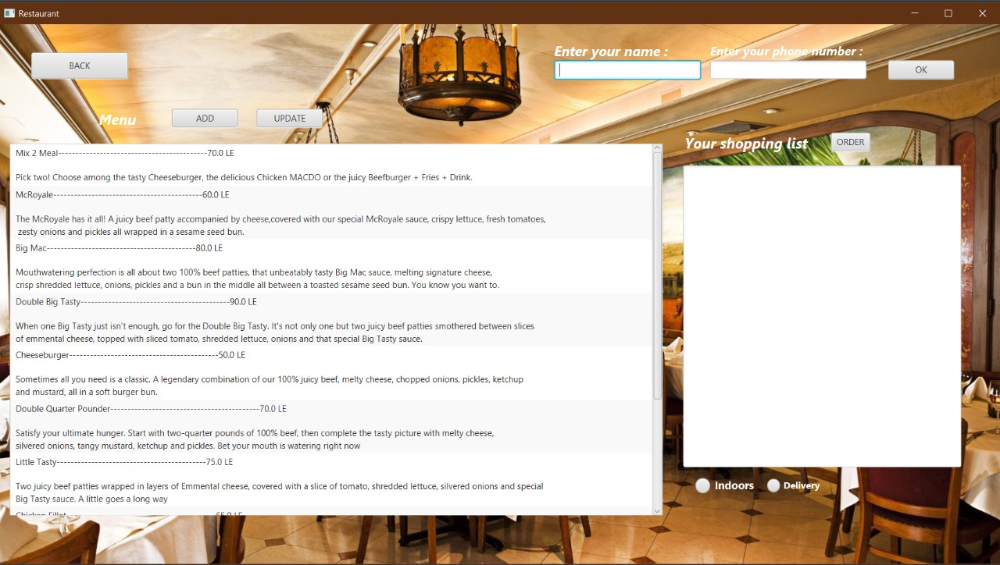 Restaurant
BACK
Enter your name :
Enter your phone number :
OK
Menu
ADD
UPDATE
Your shopping list
ORDER
Mix 2 Meal-------------------------------------------70.0 LE
Pick two! Choose among the tasty Cheeseburger, the delicious Chicken MACDO or the juicy Beefburger + Fries + Drink.
McRoyale-------------------------------------------60.0 LE
The McRoyale has it all! A juicy beef patty accompanied by cheese,covered with our special McRoyale sauce, crispy lettuce, fresh tomatoes,
zesty onions and pickles all wrapped in a sesame seed bun.
Big Mac-------------------------------------------80.0 LE
Mouthwatering perfection is all about two 100% beef patties, that unbeatably tasty Big Mac sauce, melting signature cheese,
crisp shredded lettuce, onions, pickles and a bun in the middle all between a toasted sesame seed bun. You know you want to.
Double Big Tasty-------------------------------------------90.0 LE
When one Big Tasty just isn't enough, go for the Double Big Tasty. It's not only one but two juicy beef patties smothered between slices
of emmental cheese, topped with sliced tomato, shredded lettuce, onions and that special Big Tasty sauce.
Cheeseburger-------------------------------------------50.0 LE
Sometimes all you need is a classic. A legendary combination of our 100% juicy beef, melty cheese, chopped onions, pickles, ketchup
and mustard, all in a soft burger bun.
Double Quarter Pounder-------------------------------------------70.0 LE
Satisfy your ultimate hunger. Start with two-quarter pounds of 100% beef, then complete the tasty picture with melty cheese,
silvered onions, tangy mustard, ketchup and pickles. Bet your mouth is watering right now
Little Tasty-------------------------------------------75.0 LE
Two juicy beef patties wrapped in layers of Emmental cheese, covered with a slice of tomato, shredded lettuce, silvered onions and special
Big Tasty sauce. A little goes a long way
Chicken Fillet-------------------------------------------65.0 LE
Indoors
Delivery